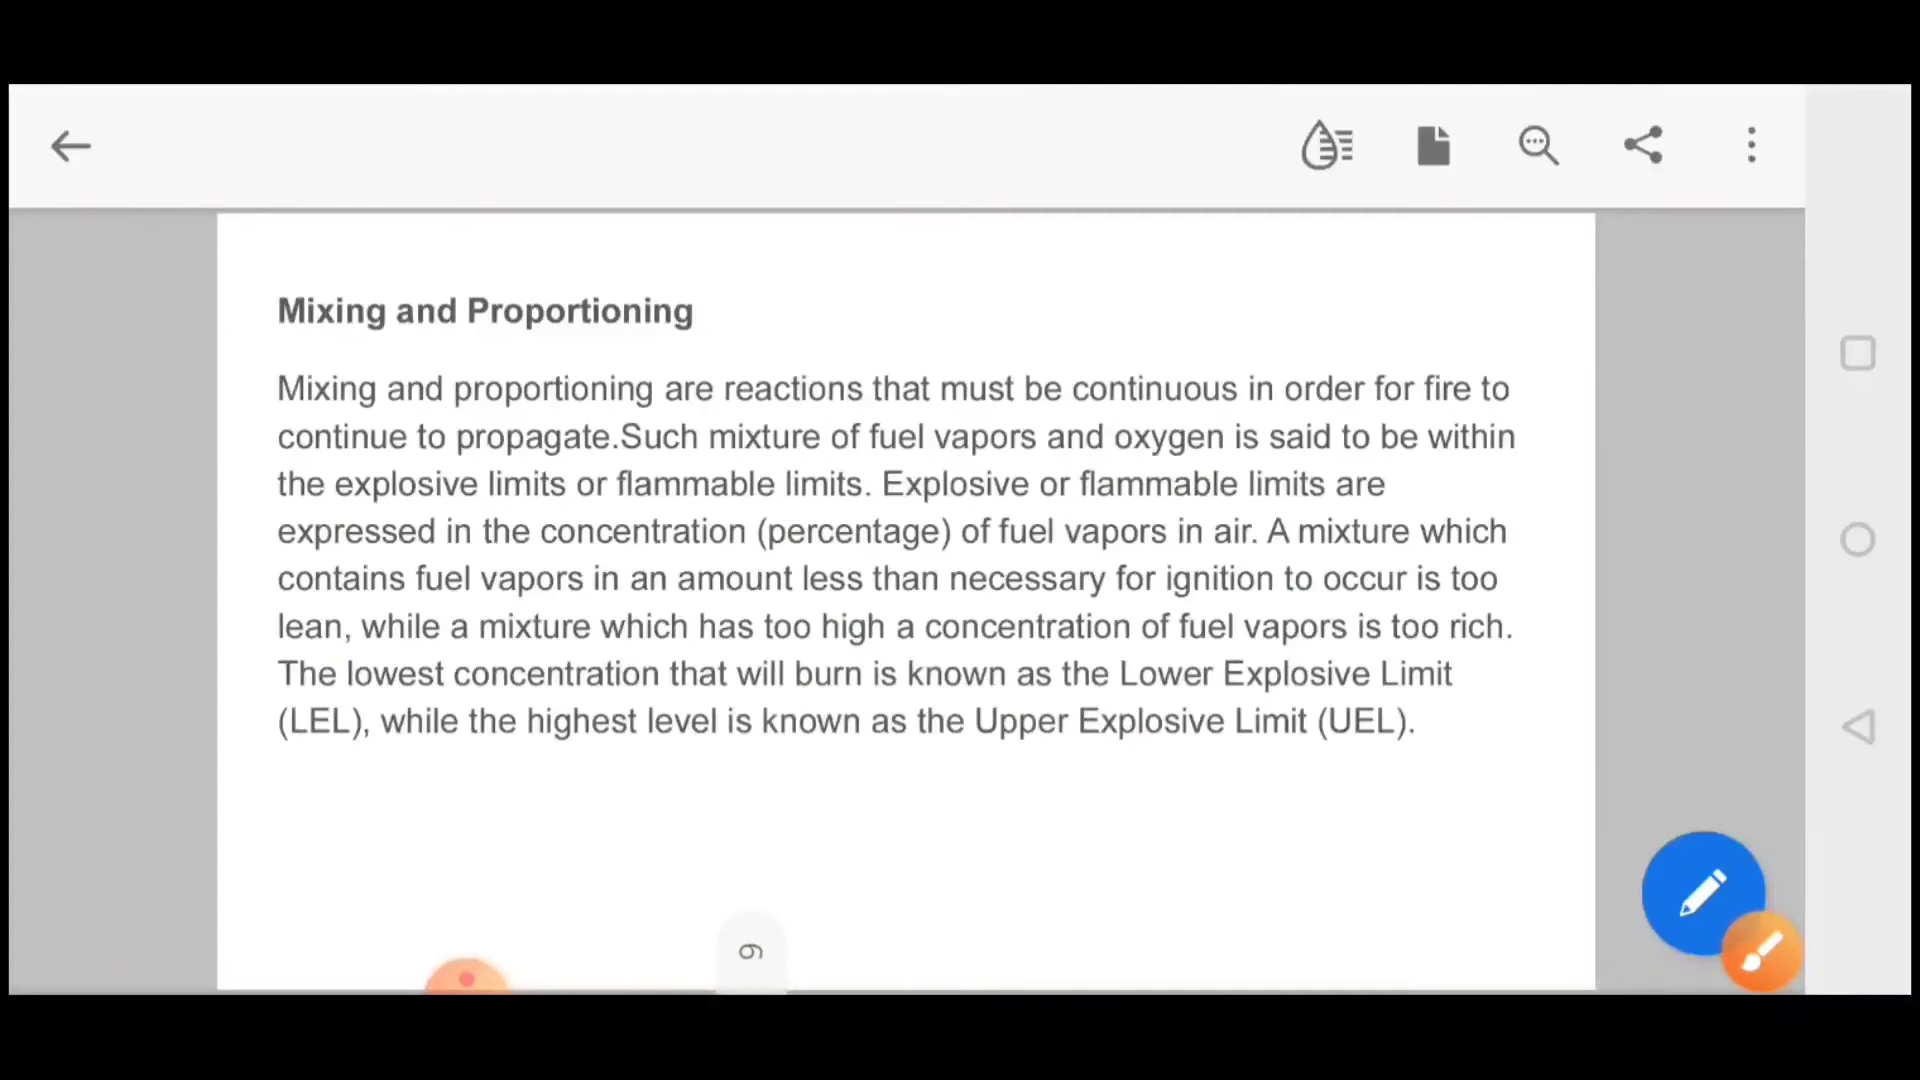 Mixing and Proportioning
Mixing and proportioning are reactions that must be continuous in order for fire to
continue to propagate.Such mixture of fuel vapors and oxygen is said to be within
the explosive limits or flammable limits. Explosive or flammable limits are
expressed in the concentration (percentage) of fuel vapors in air. A mixture which
contains fuel vapors in an amount less than necessary for ignition to occur is too
lean, while a mixture which has too high a concentration of fuel vapors is too rich.
The lowest concentration that will burn is known as the Lower Explosive Limit
(LEL), while the highest level is known as the Upper Explosive Limit (UEL).